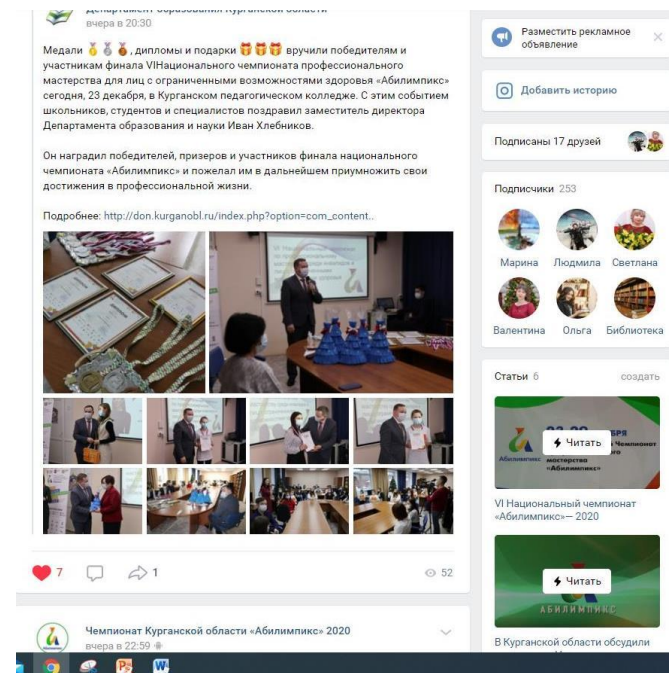 Департамент образования Курганской области
вчера в 20:30
Медали 🥇 🥈 🥉, дипломы и подарки 🎁 🎁 🎁 вручили победителям и
участникам финала VIНационального чемпионата профессионального
мастерства для лиц с ограниченными возможностями здоровья «Абилимпикс»
сегодня, 23 декабря, в Курганском педагогическом колледже. С этим событием
школьников, студентов и специалистов поздравил заместитель директора
Департамента образования и науки Иван Хлебников.
Он наградил победителей, призеров и участников финала национального
чемпионата «Абилимпикс» и пожелал им в дальнейшем приумножить свои
достижения в профессиональной жизни.
Подробнее: http://don.kurganobl.ru/index.php?option=com_content..
7
1
52
Чемпионат Курганской области «Абилимпикс» 2020
вчера в 22:59
Разместить рекламное
объявление
Добавить историю
Подписаны 17 друзей
Подписчики 253
Марина Людмила Светлана
Валентина Ольга Библиотека
Статьи 6 создать
Читать
Абилимпикс
мастерства
«Абилимпикс»
VI Национальный чемпионат
«Абилимпикс»— 2020
Читать
АБИЛИМПИКС
В Курганской области обсудили